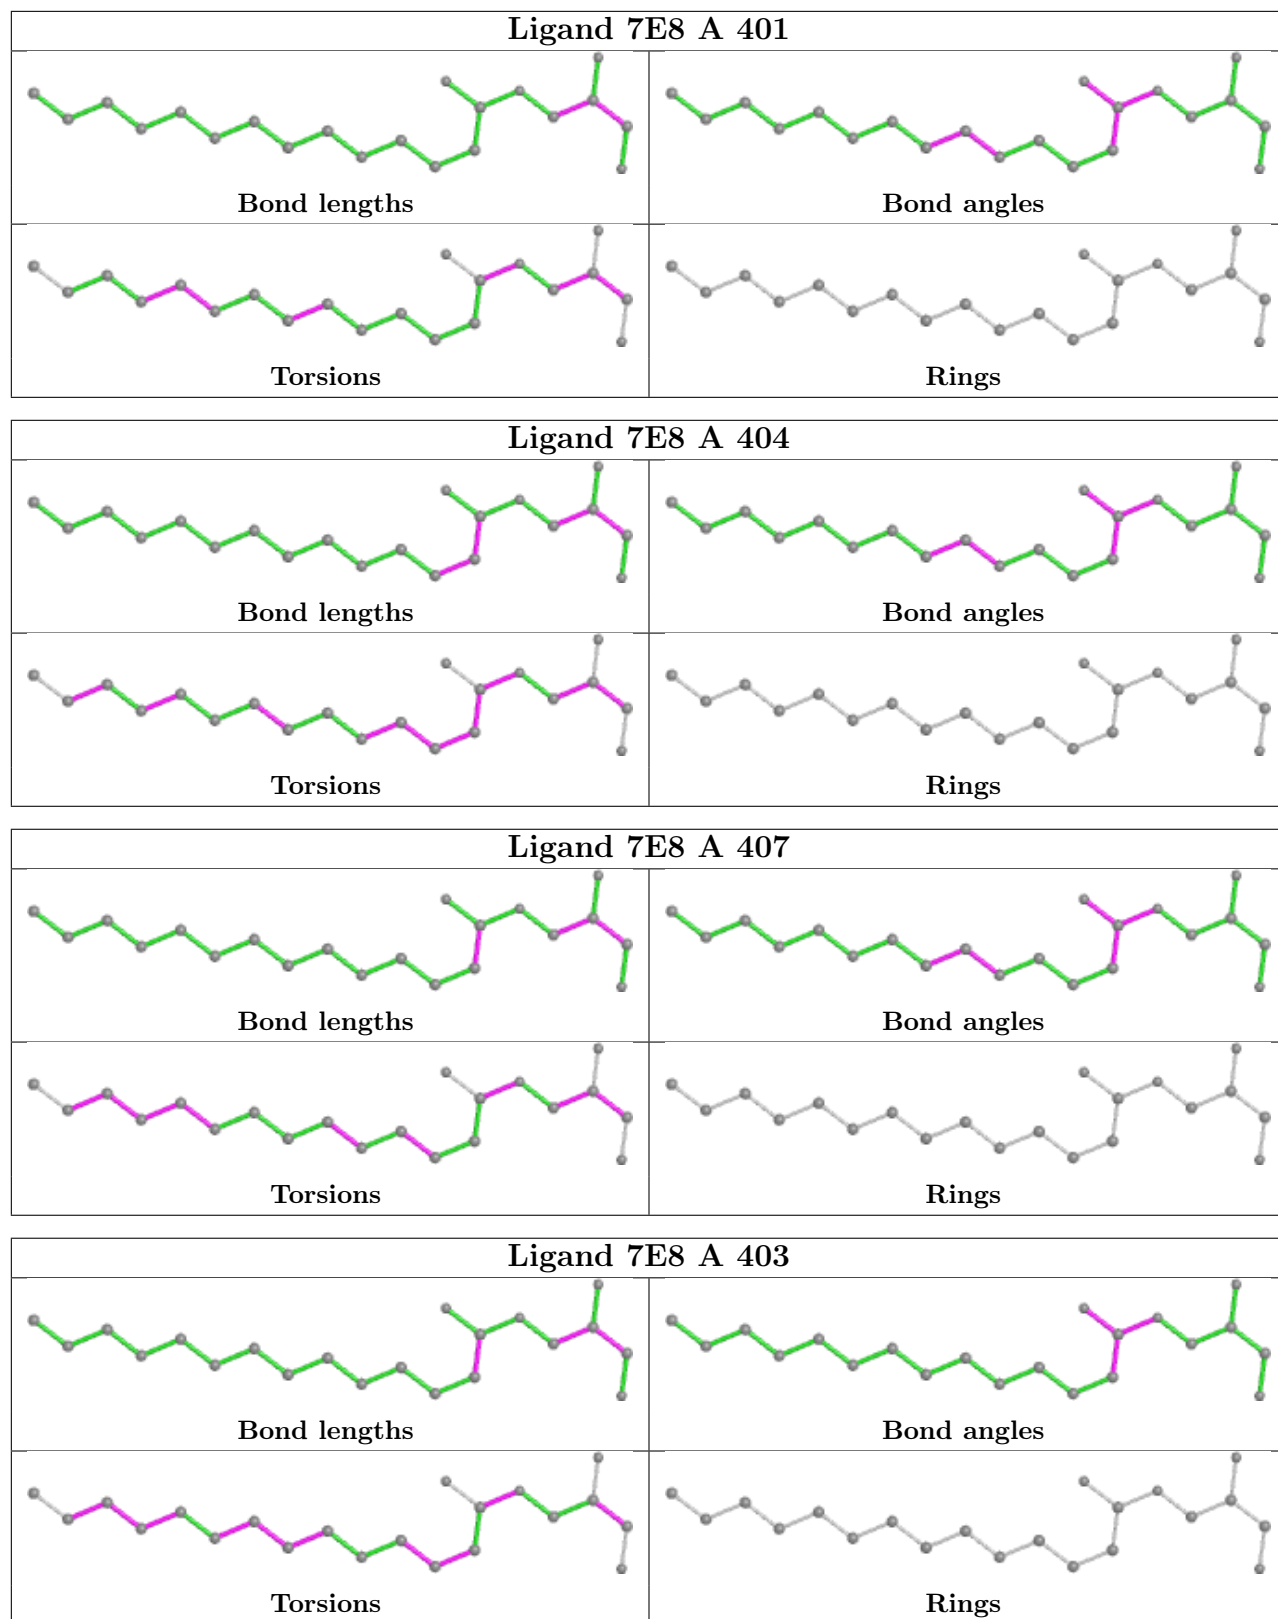 Ligand 7E8 A 401
Bond lengths
Bond angles
Torsions
Rings
Ligand 7E8 A 404
Bond lengths
Bond angles
Torsions
Rings
Ligand 7E8 A 407
Bond lengths
Bond angles
Torsions
Rings
Ligand 7E8 A 403
Bond lengths
Bond angles
Torsions
Rings